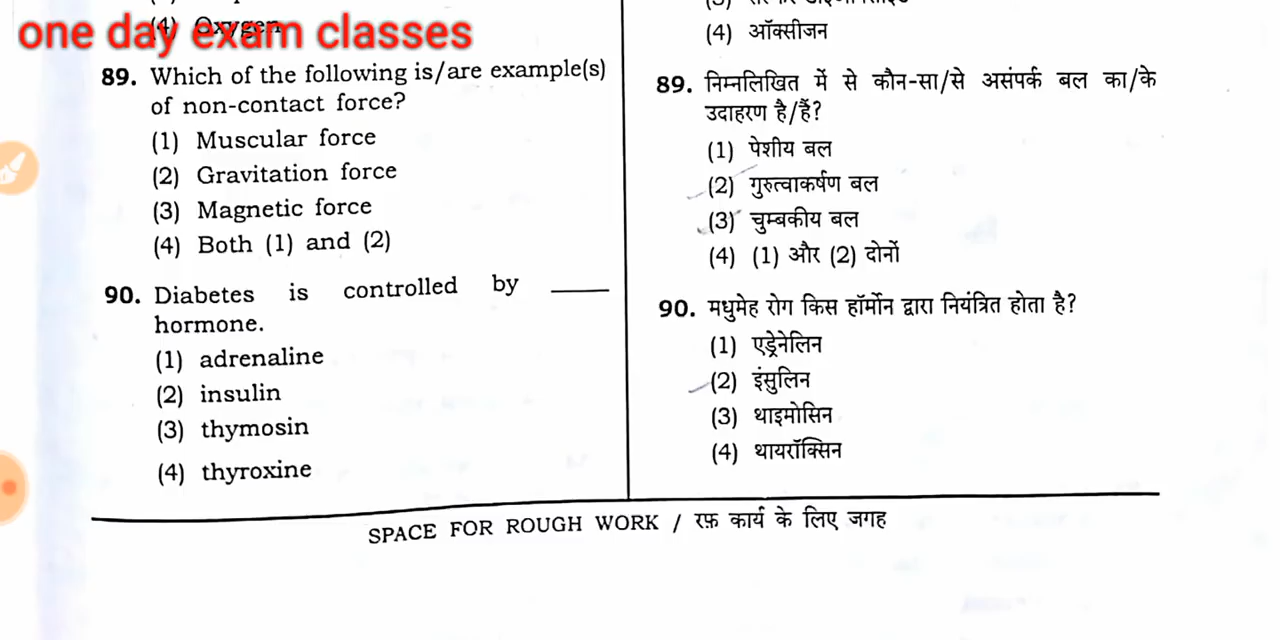 (4) Oxygen
one day exam classes
89. Which of the following is/are example(s)
of non-contact force?
(1) Muscular force
(2) Gravitation force
(3) Magnetic force
(4) Both (1) and (2)
90. Diabetes is controlled by ____
hormone.
(1) adrenaline
(2) insulin
(3) thymosin
(4) thyroxine
(4) ऑक्सीजन
89. निम्नलिखित में से कौन-सा/से असंपर्क बल का/के
उदाहरण है/हैं?
(1) पेशीय बल
(2) गुरुत्वाकर्षण बल
(3) चुम्बकीय बल
(4) (1) और (2) दोनों
90. मधुमेह रोग किस हॉर्मोन द्वारा नियंत्रित होता है?
(1) एड्रेनेलिन
(2) इंसुलिन
(3) थाइमोसिन
(4) थायरॉक्सिन
SPACE FOR ROUGH WORK / रफ़ कार्य के लिए जगह